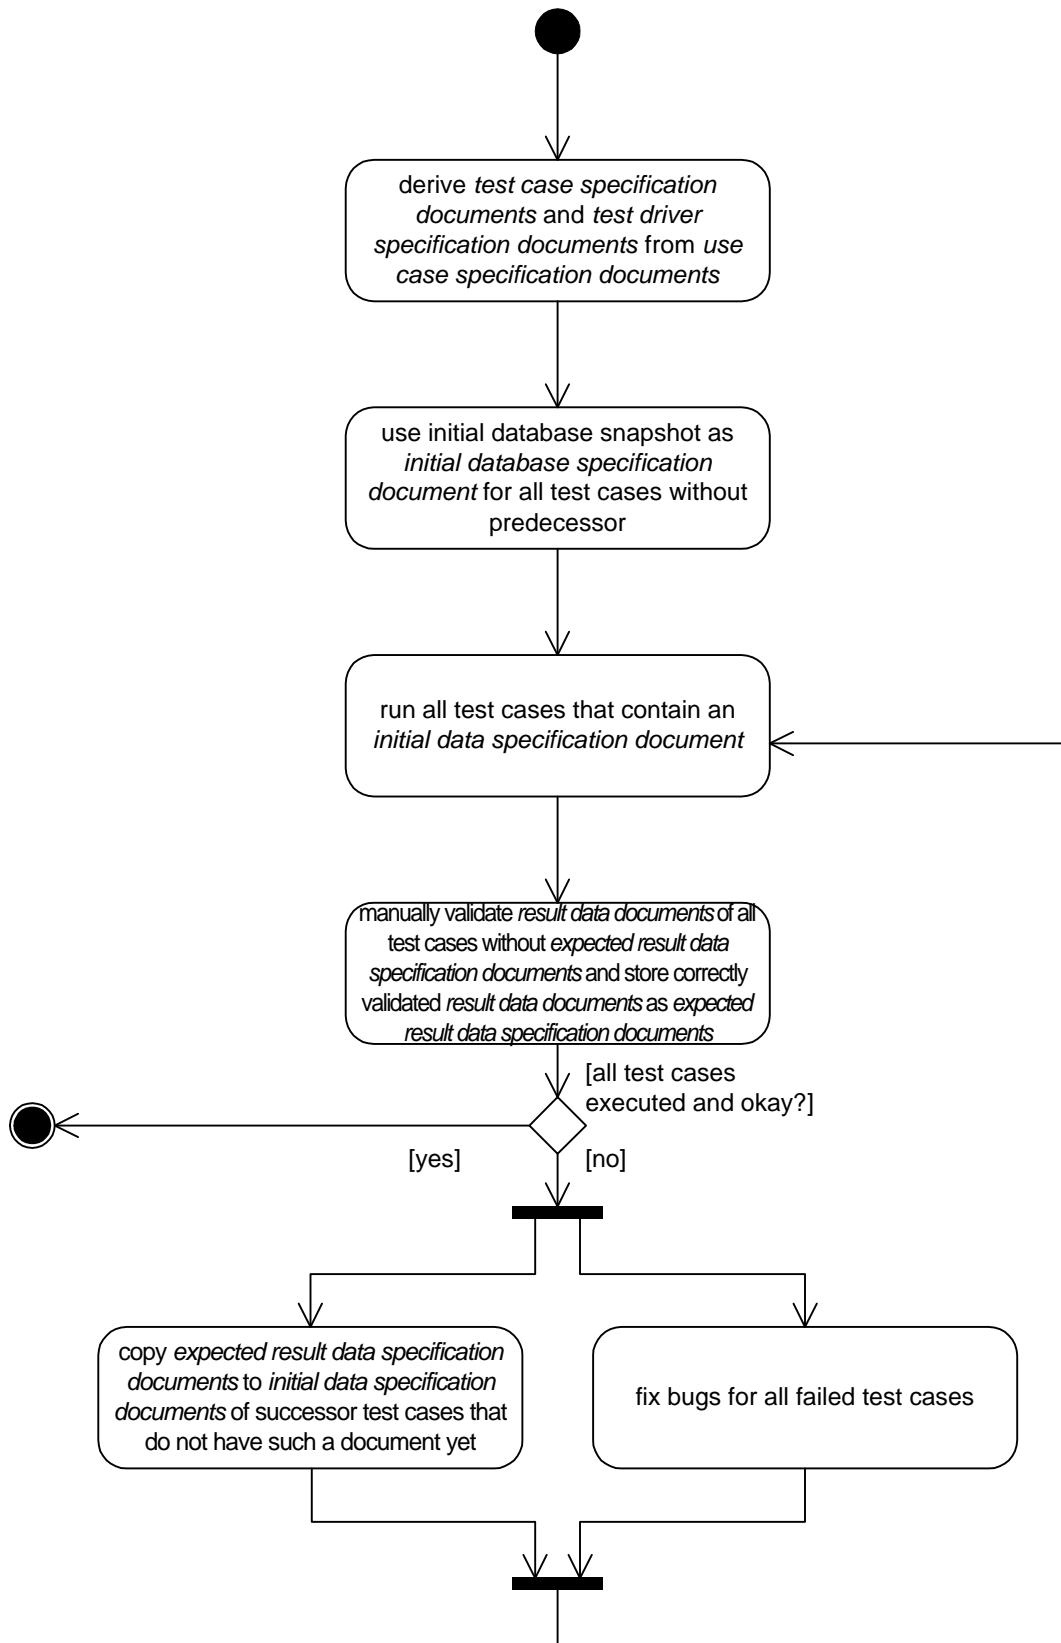 derive test case specification
documents and test driver
specification documents from use
case specification documents
use initial database snapshot as
initial database specification
document for all test cases without
predecessor
run all test cases that contain an
initial data specification document
manually validate result data documents of all
test cases without expected result data
specification documents and store correctly
validated result data documents as expected
result data specification documents
[all test cases
executed and okay?]
[yes]
[no]
copy expected result data specification
documents to initial data specification
documents of successor test cases that
do not have such a document yet
fix bugs for all failed test cases